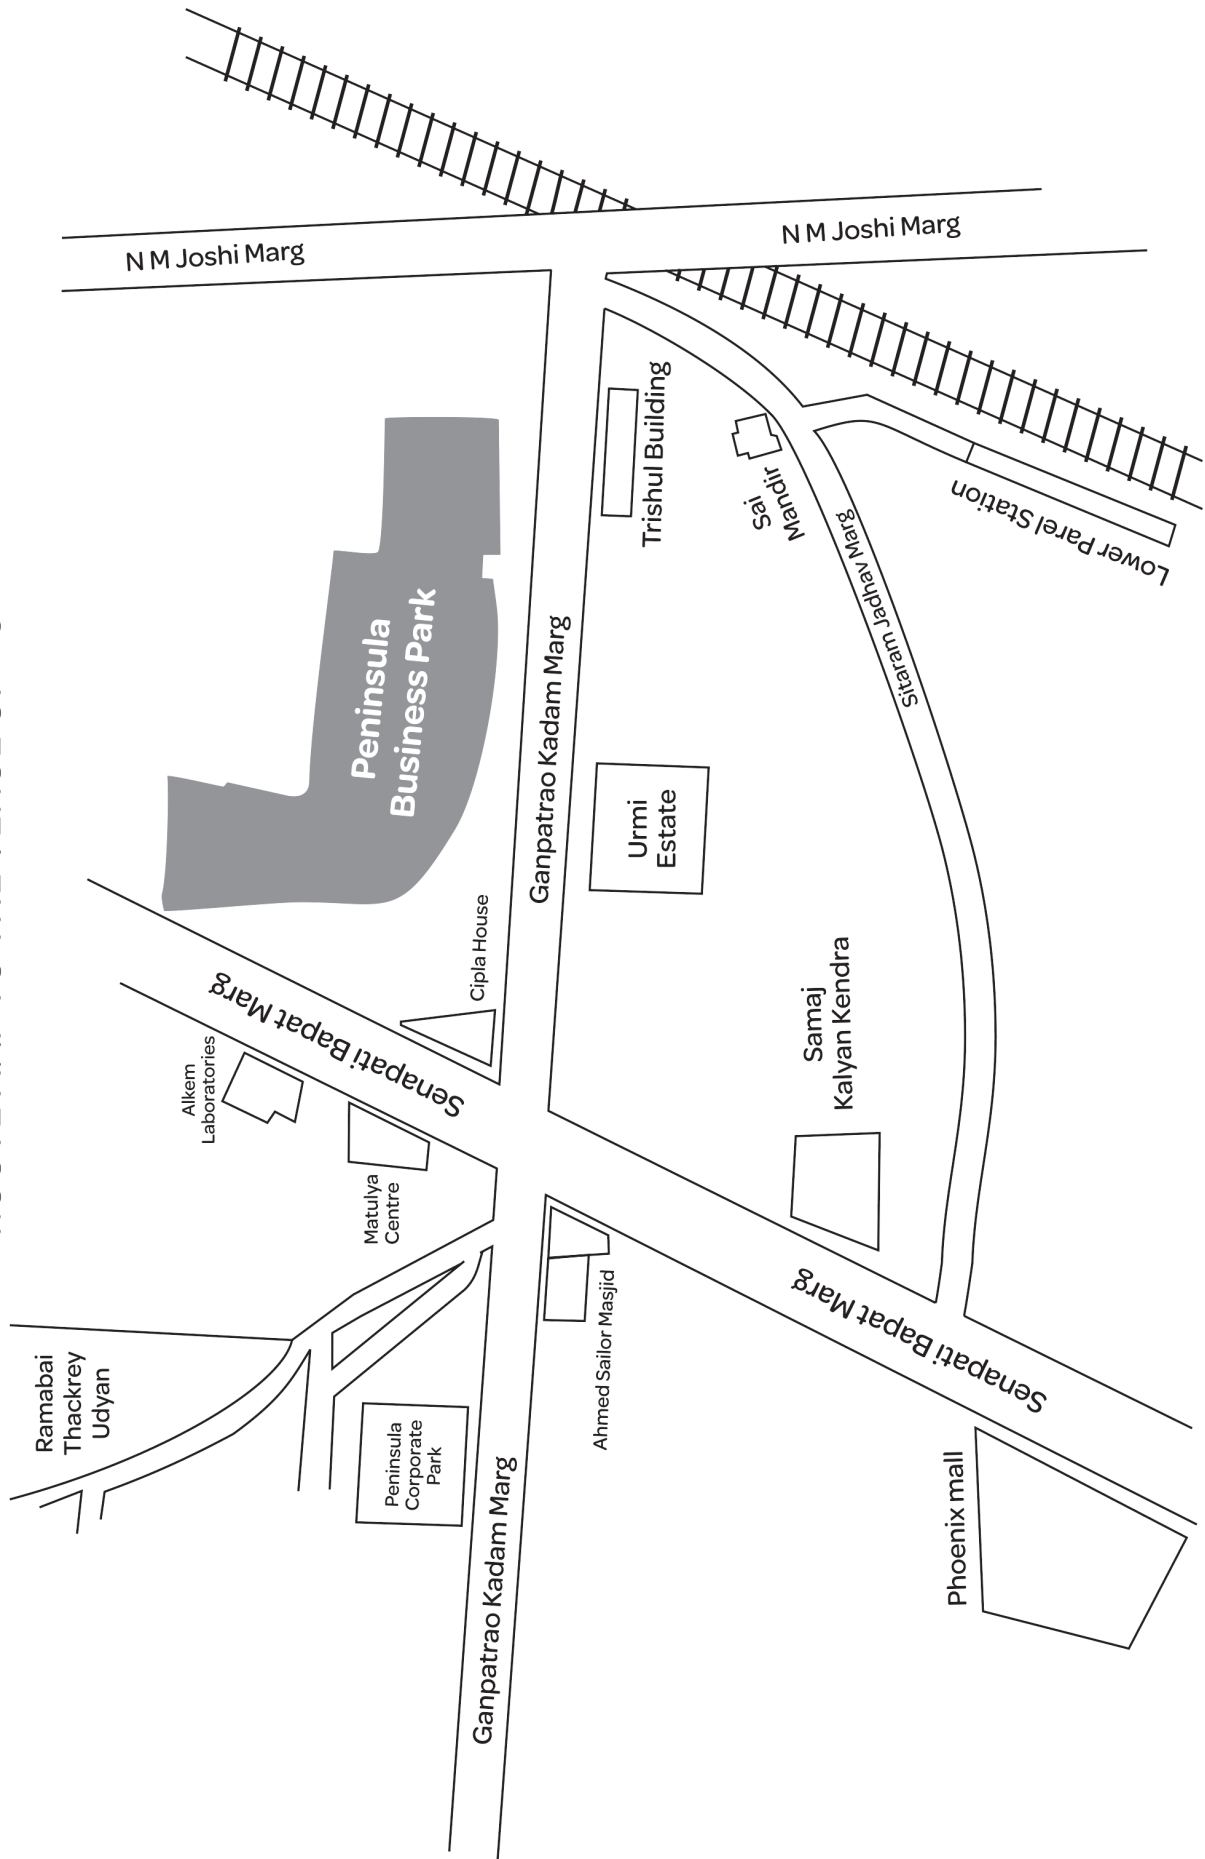 N M Joshi Marg
N M Joshi Marg
Trishul Building
Sai
Mandir
Lower Parel Station
Sitaram Jadhav Marg
Peninsula
Business Park
Ganpatrao Kadam Marg
Urmi
Estate
Cipla House
Samaj
Kalyan Kendra
Senapati Bapat Marg
Alkem
Laboratories
Matulya
Centre
Ahmed Sailor Masjid
Senapati Bapat Marg
Ramabai
Thackrey
Udyan
Peninsula
Corporate
Park
Ganpatrao Kadam Marg
Phoenix mall